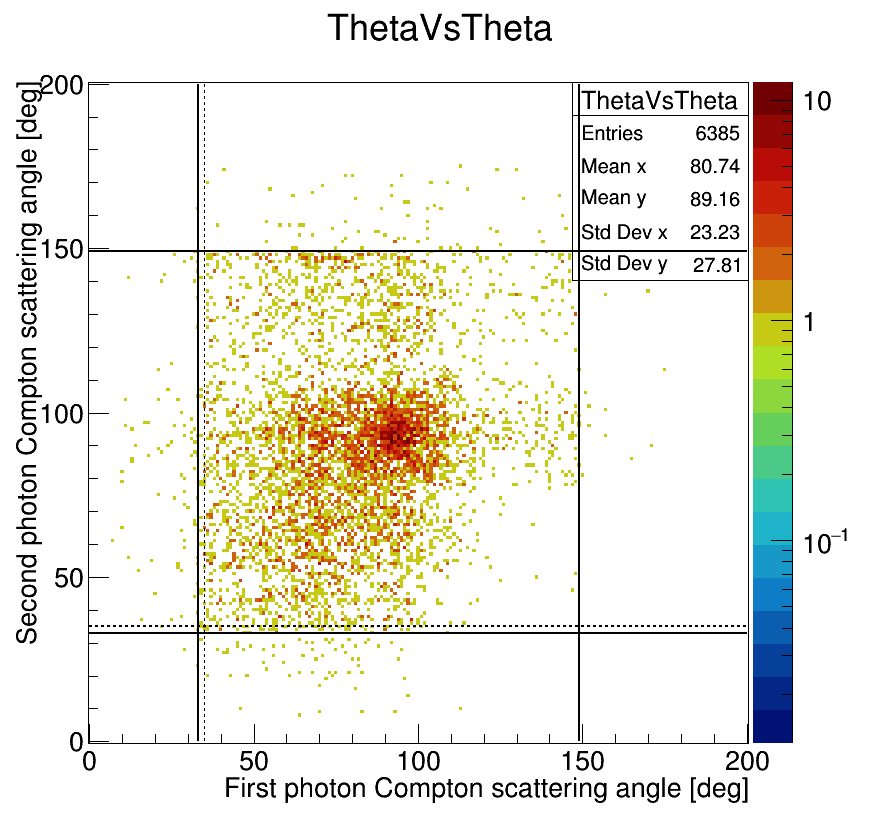 ThetaVsTheta
Second photon Compton scattering angle [deg]
200
150
100
50
0
0 50 100 150 200
First photon Compton scattering angle [deg]
ThetaVsTheta
Entries 6385
Mean x 80.74
Mean y 89.16
Std Dev x 23.23
Std Dev y 27.81
10
1
10⁻¹